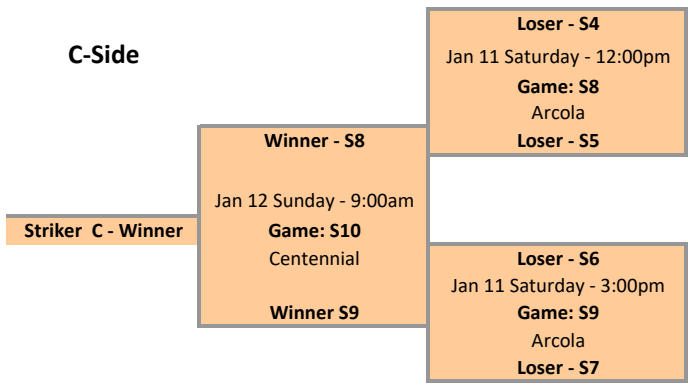 C-Side
Loser - S4
Jan 11 Saturday - 12:00pm
Game: S8
Arcola
Loser - S5
Winner - S8
Jan 12 Sunday - 9:00am
Game: S10
Centennial
Winner S9
Striker C - Winner
Loser - S6
Jan 11 Saturday - 3:00pm
Game: S9
Arcola
Loser - S7